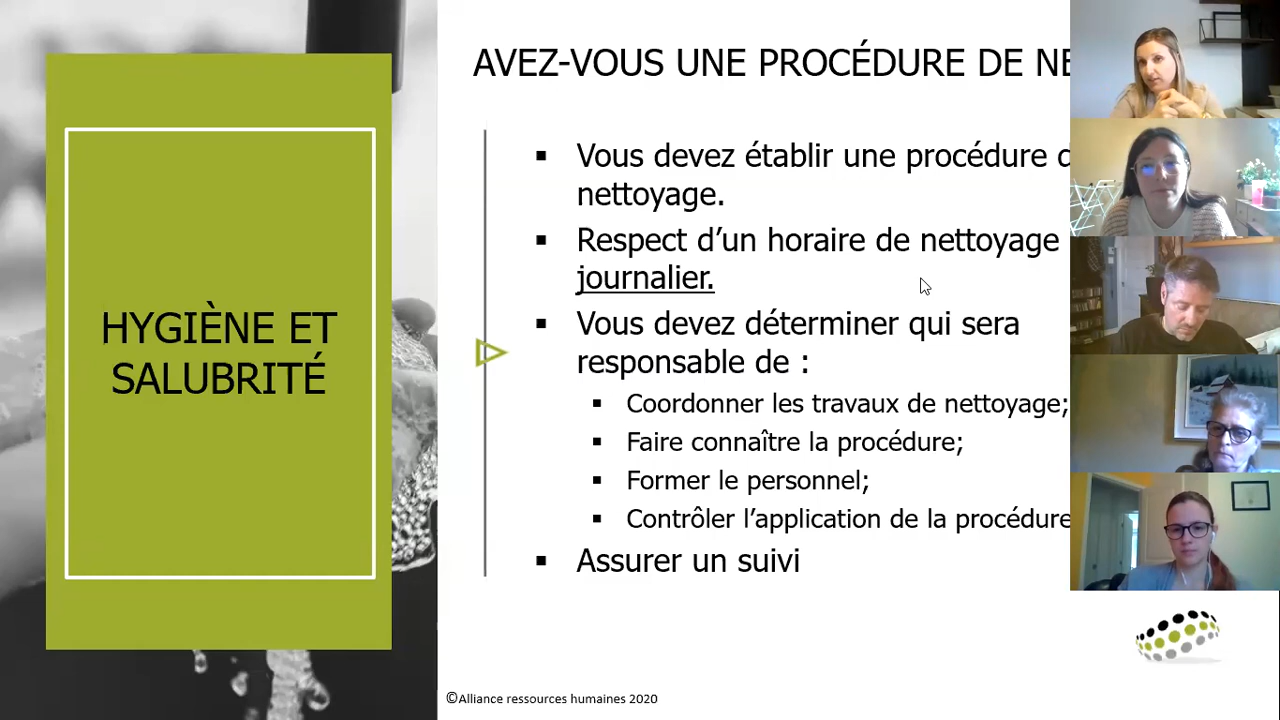 HYGIÈNE ET
SALUBRITÉ
AVEZ-VOUS UNE PROCÉDURE DE
Vous devez établir une procédure
nettoyage.
Respect d’un horaire de nettoyage
journalier.
Vous devez déterminer qui sera
responsable de :
Coordonner les travaux de nettoyage;
Faire connaître la procédure;
Former le personnel;
Contrôler l’application de la procédure
Assurer un suivi
©Alliance ressources humaines 2020